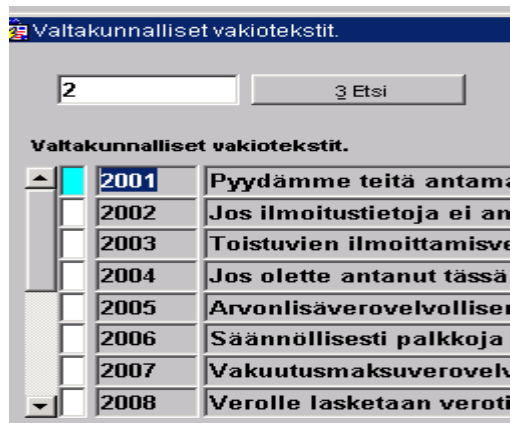 Valtakunnalliset vakiotekstit.
2 3 Etsi
Valtakunnalliset vakiotekstit.
2001 Pyydämme teitä antama
2002 Jos ilmoitustietoja ei an
2003 Toistuvien ilmoittamisve
2004 Jos olette antanut tässä
2005 Arvonlisäverovelvolliser
2006 Säännöllisesti palkkoja
2007 Vakuutusmaksuverovelv
2008 Verolle lasketaan veroti